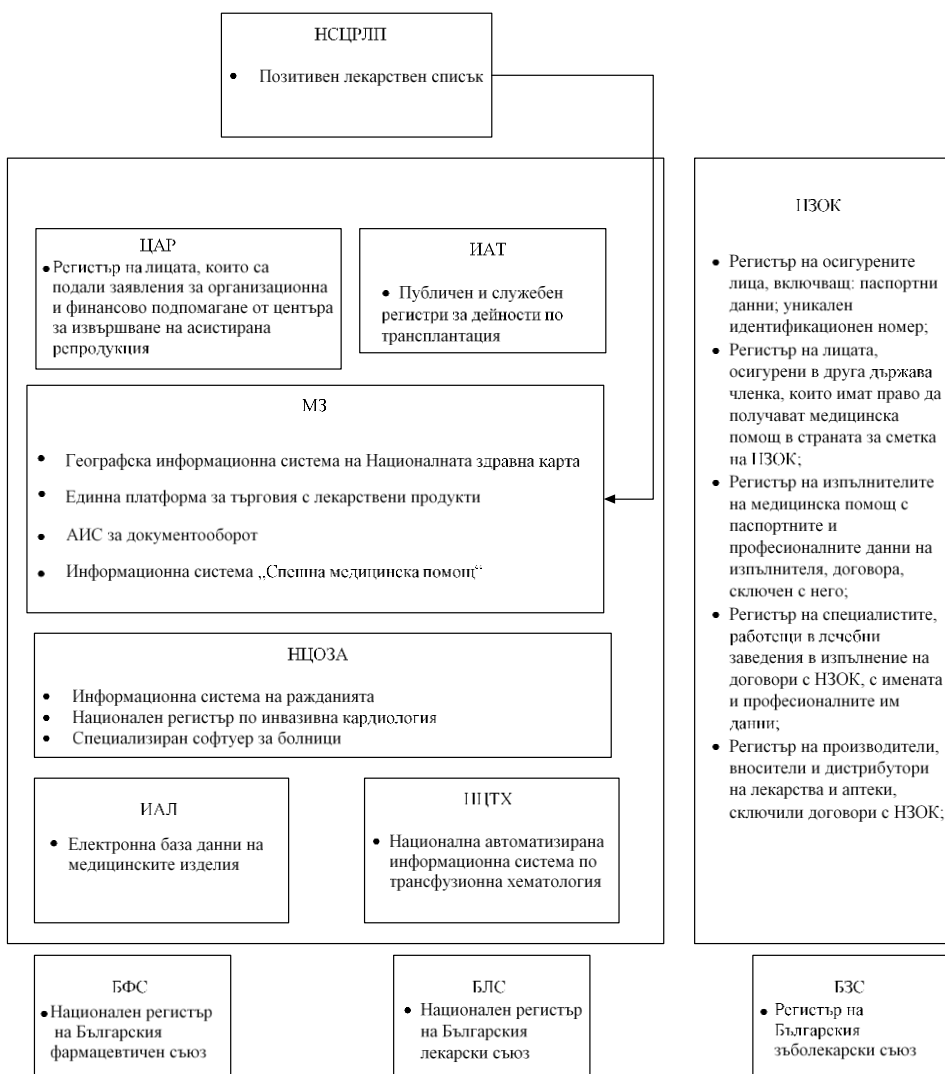 НСЦРЛП
• Позитивен лекарствен списък
ЦАР
• Регистър на лицата, които са
подали заявления за организационна
и финансово подпомагане от центъра
за извършване на асистирана
репродукция
ИАТ
• Публичен и служебен
регистри за дейности по
трансплантация
МЗ
• Географска информационна система на Националната здравна карта
• Единна платформа за търговия с лекарствени продукти
• АИС за документооборот
• Информационна система „Спешна медицинска помощ“
НЦОЗА
• Информационна система на ражданията
• Национален регистър по инвазивна кардиология
• Специализиран софтуер за болници
ИАЛ
• Електронна база данни на
медицинските изделия
НЦТХ
• Национална автоматизирана
информационна система по
трансфузионна хематология
НЗОК
• Регистър на осигурените
лица, включващ: паспортни
данни; уникален
идентификационен номер;
• Регистър на лицата,
осигурени в друга държава
членка, които имат право да
получават медицинска
помощ в страната за сметка
на НЗОК;
• Регистър на изпълнителите
на медицинска помощ с
паспортните и
професионалните данни на
изпълнителя, договора,
сключен с него;
• Регистър на специалистите,
работещи в лечебни
заведения в изпълнение на
договори с НЗОК, с имената
и професионалните им
данни;
• Регистър на производители,
вносители и дистрибутори
на лекарства и аптеки,
сключили договори с НЗОК;
БФС
• Национален регистър
на Българския
фармацевтичен съюз
БЛС
• Национален регистър
на Българския
лекарски съюз
БЗС
• Регистър на
Българския
зъболекарски съюз